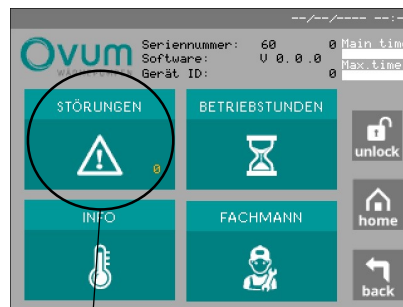 --/--/---- --:-
Ovum
WÄRMEPUMPEN
Seriennummer: 60 0
Software: V 0.0.0
Gerät ID: 0
Main time
Max.time
STÖRUNGEN
0
BETRIEBSTUNDEN
unlock
INFO
FACHMANN
home
back